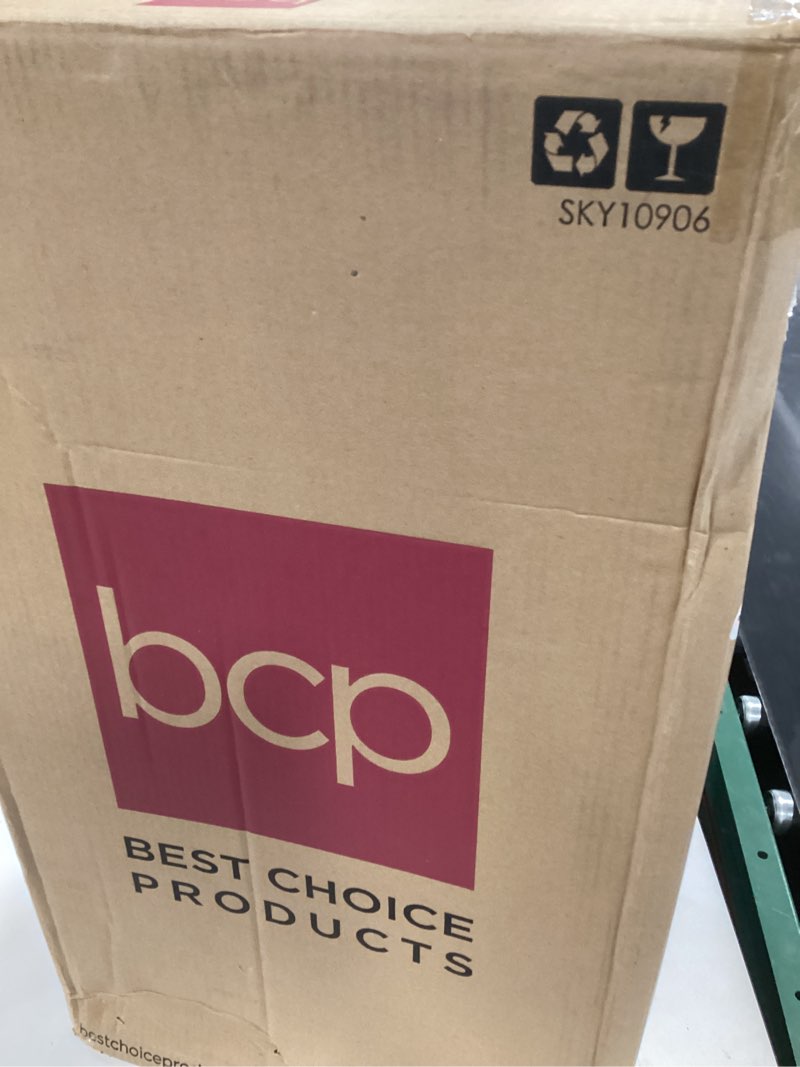 SKY10906
bcp
BEST CHOICE
PRODUCTS